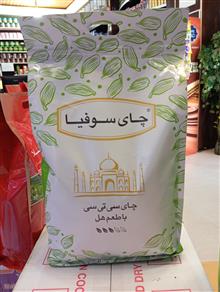 چای سوفیا
چای سی تی سی
با طعم هل